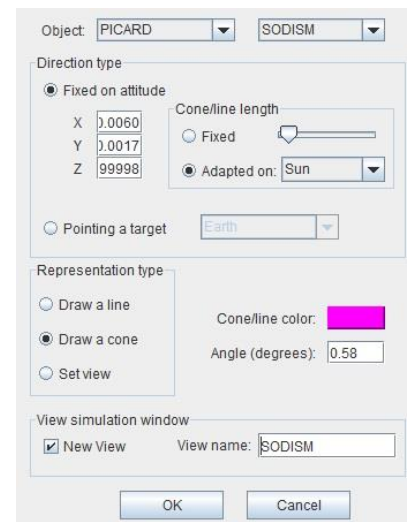 Object: PICARD SODISM
Direction type
Fixed on attitude
Cone/line length
X 0.0060
Y 0.0017
Z 99998
Fixed
Adapted on: Sun
Pointing a target Earth
Representation type
Draw a line
Draw a cone
Set view
Cone/line color:
Angle (degrees): 0.58
View simulation window
New View View name: SODISM
OK Cancel